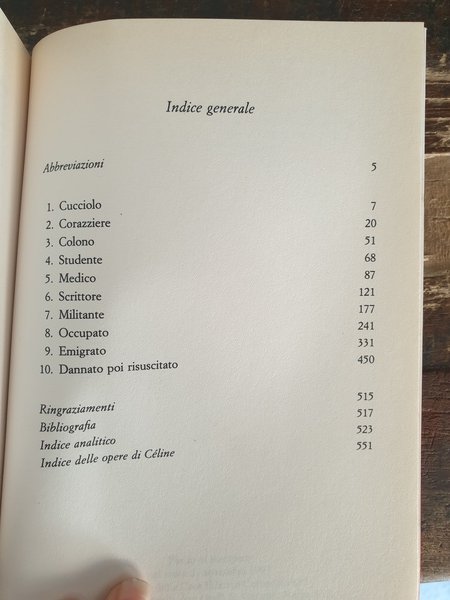 Indice generale
Abbreviazioni 5
1. Cucciolo 7
2. Corazziere 20
3. Colono 51
4. Studente 68
5. Medico 87
6. Scrittore 121
7. Militante 177
8. Occupato 241
9. Emigrato 331
10. Dannato poi risuscitato 450
Ringraziamenti 515
Bibliografia 517
Indice analitico 523
Indice delle opere di Céline 551